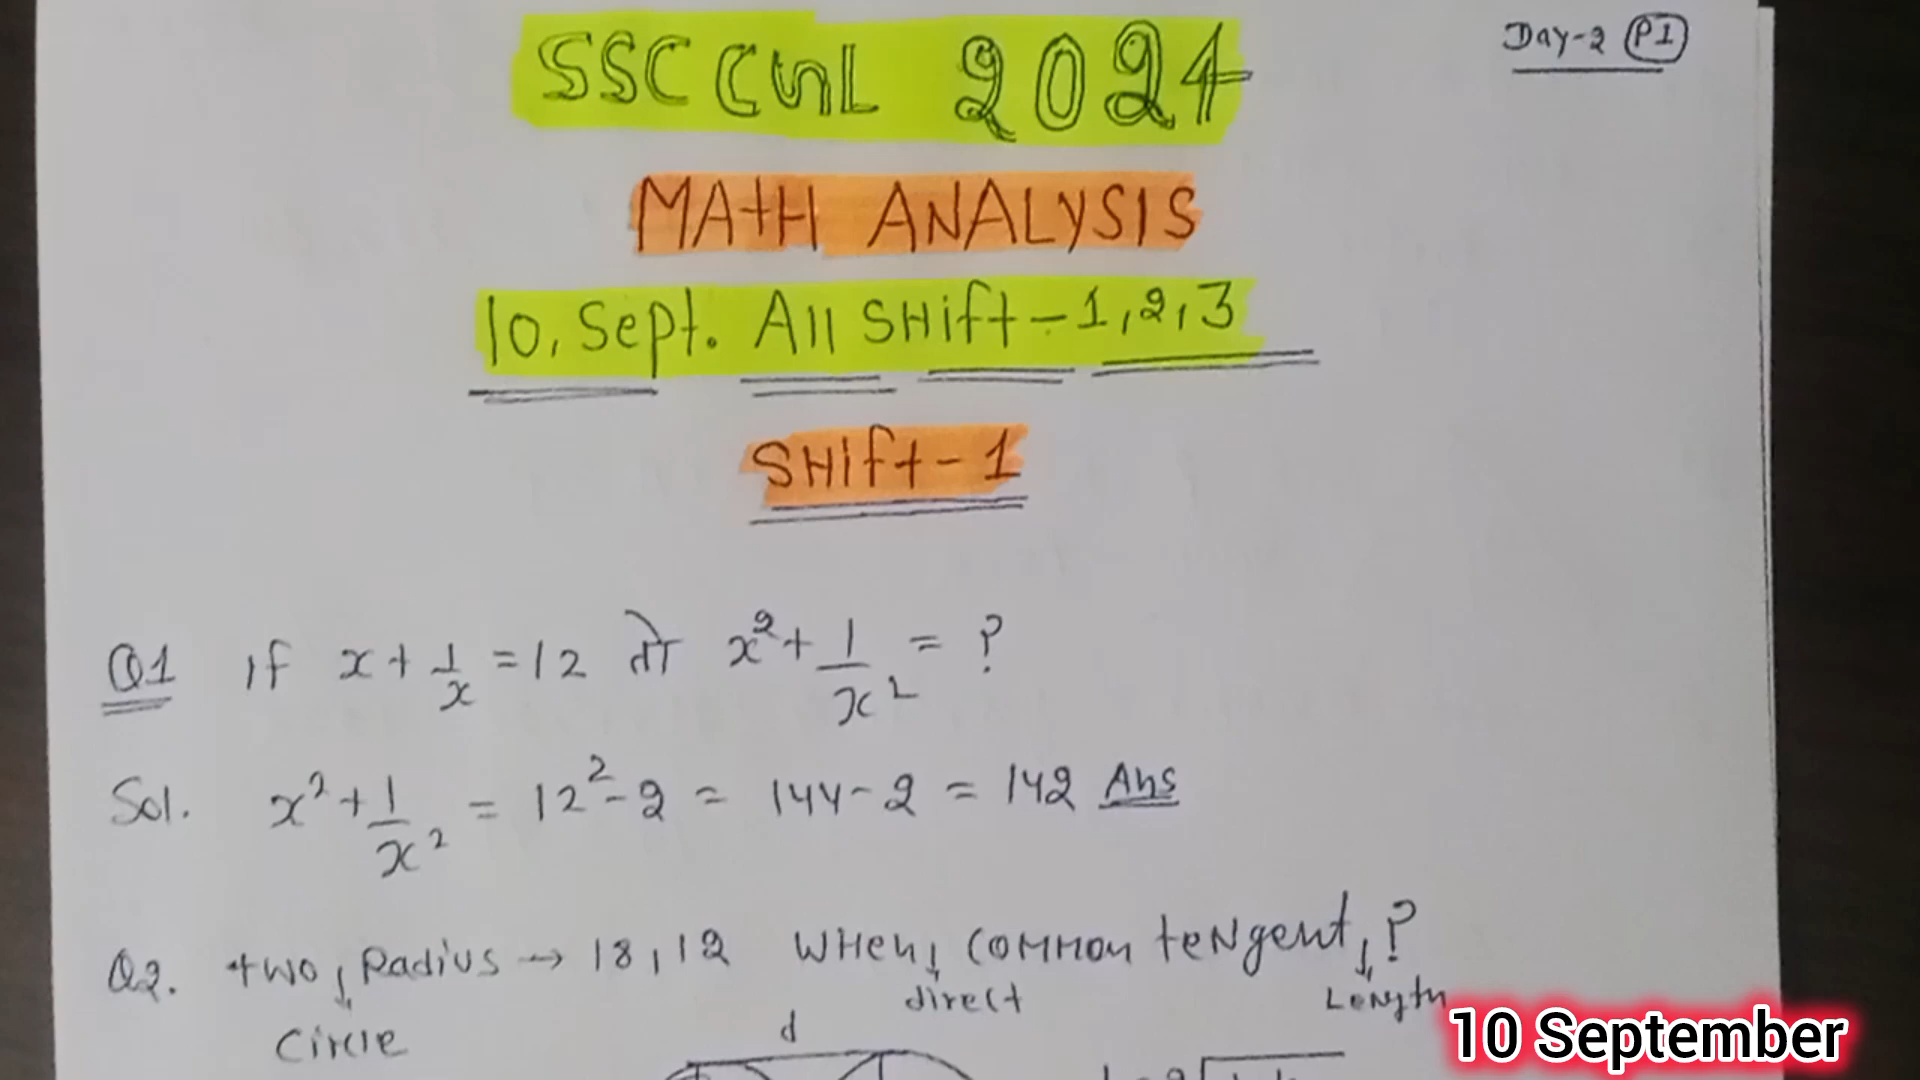 Day-2 (P1)
SSC CGL 2024
MATH ANALYSIS
10, Sept. All SHift-1,2,3
SHift-1
Q1 if x + 1/x = 12 तो x² + 1/x² = ?
Sol. x² + 1/x² = 12² - 2 = 144 - 2 = 142 Ans
Q2. two, Radius → 18, 12 WHen, COMMon teNgent, ?
Circle direct Length
d
10 September